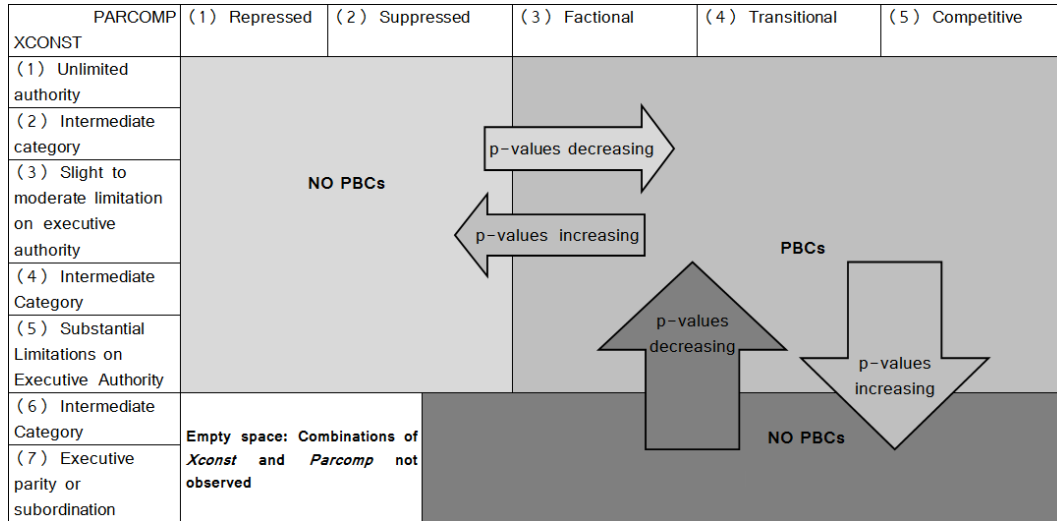 PARCOMP
XCONST
(1) Repressed
(2) Suppressed
(3) Factional
(4) Transitional
(5) Competitive
(1) Unlimited
authority
(2) Intermediate
category
(3) Slight to
moderate limitation
on executive
authority
(4) Intermediate
Category
(5) Substantial
Limitations on
Executive Authority
(6) Intermediate
Category
(7) Executive
parity or
subordination
NO PBCs
p-values decreasing
p-values increasing
PBCs
p-values
decreasing
p-values
increasing
Empty space: Combinations of
Xconst and Parcomp not
observed
NO PBCs